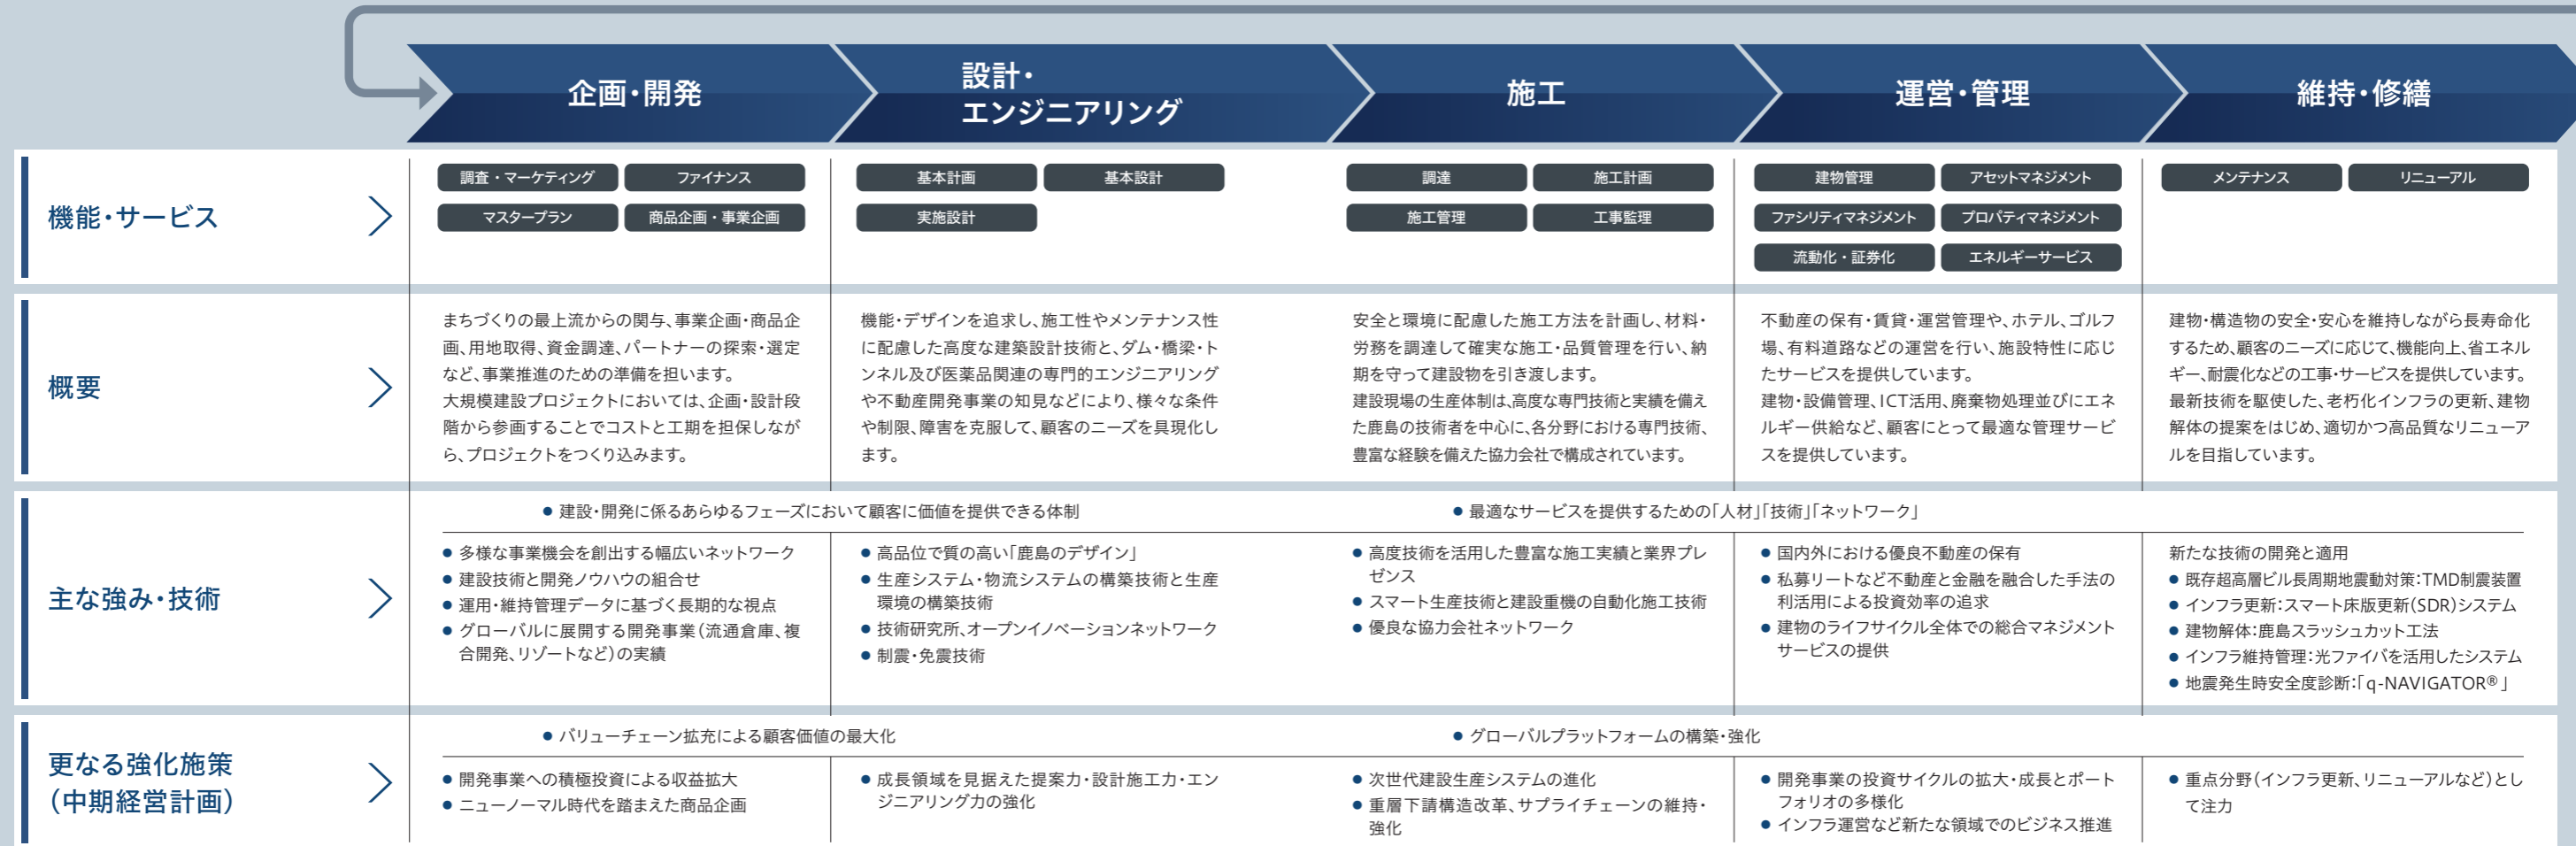 企画・開発
設計・
エンジニアリング
施工
運営・管理
維持・修繕
機能・サービス
調査・マーケティング
ファイナンス
マスタープラン
商品企画・事業企画
基本計画
基本設計
実施設計
調達
施工計画
施工管理
工事監理
建物管理
アセットマネジメント
ファシリティマネジメント
プロパティマネジメント
流動化・証券化
エネルギーサービス
メンテナンス
リニューアル
概要
まちづくりの最上流からの関与、事業企画・商品企
画、用地取得、資金調達、パートナーの探索・選定
など、事業推進のための準備を担います。
大規模建設プロジェクトにおいては、企画・設計段
階から参画することでコストと工期を担保しなが
ら、プロジェクトをつくり込みます。
機能・デザインを追求し、施工性やメンテナンス性
に配慮した高度な建築設計技術と、ダム・橋梁・ト
ンネル及び医薬品関連の専門的エンジニアリング
や不動産開発事業の知見などにより、様々な条件
や制限、障害を克服して、顧客のニーズを具現化し
ます。
安全と環境に配慮した施工方法を計画し、材料・
労務を調達して確実な施工・品質管理を行い、納
期を守って建設物を引き渡します。
建設現場の生産体制は、高度な専門技術と実績を備え
た鹿島の技術者を中心に、各分野における専門技術、
豊富な経験を備えた協力会社で構成されています。
不動産の保有・賃貸・運営管理や、ホテル、ゴルフ
場、有料道路などの運営を行い、施設特性に応じ
たサービスを提供しています。
建物・設備管理、ICT活用、廃棄物処理並びにエネ
ルギー供給など、顧客にとって最適な管理サービ
スを提供しています。
建物・構造物の安全・安心を維持しながら長寿命化
するため、顧客のニーズに応じて、機能向上、省エネル
ギー、耐震化などの工事・サービスを提供しています。
最新技術を駆使した、老朽化インフラの更新、建物
解体の提案をはじめ、適切かつ高品質なリニューア
ルを目指しています。
主な強み・技術
● 建設・開発に係るあらゆるフェーズにおいて顧客に価値を提供できる体制
● 最適なサービスを提供するための「人材」「技術」「ネットワーク」
● 多様な事業機会を創出する幅広いネットワーク
● 建設技術と開発ノウハウの組合せ
● 運用・維持管理データに基づく長期的な視点
● グローバルに展開する開発事業（流通倉庫、複
合開発、リゾートなど）の実績
● 高品位で質の高い「鹿島のデザイン」
● 生産システム・物流システムの構築技術と生産
環境の構築技術
● 技術研究所、オープンイノベーションネットワーク
● 制震・免震技術
● 高度技術を活用した豊富な施工実績と業界プレ
ゼンス
● スマート生産技術と建設重機の自動化施工技術
● 優良な協力会社ネットワーク
● 国内外における優良不動産の保有
● 私募リートなど不動産と金融を融合した手法の
利活用による投資効率の追求
● 建物のライフサイクル全体での総合マネジメント
サービスの提供
新たな技術の開発と適用
● 既存超高層ビル長周期地震動対策：TMD制震装置
● インフラ更新：スマート床版更新（SDR）システム
● 建物解体：鹿島スラッシュカット工法
● インフラ維持管理：光ファイバを活用したシステム
● 地震発生時安全度診断：「q-NAVIGATOR®」
更なる強化施策
（中期経営計画）
● バリューチェーン拡充による顧客価値の最大化
● グローバルプラットフォームの構築・強化
● 開発事業への積極投資による収益拡大
● ニューノーマル時代を踏まえた商品企画
● 成長領域を見据えた提案力・設計施工力・エン
ジニアリング力の強化
● 次世代建設生産システムの進化
● 重層下請構造改革、サプライチェーンの維持・
強化
● 開発事業の投資サイクルの拡大・成長とポート
フォリオの多様化
● インフラ運営など新たな領域でのビジネス推進
● 重点分野（インフラ更新、リニューアルなど）とし
て注力